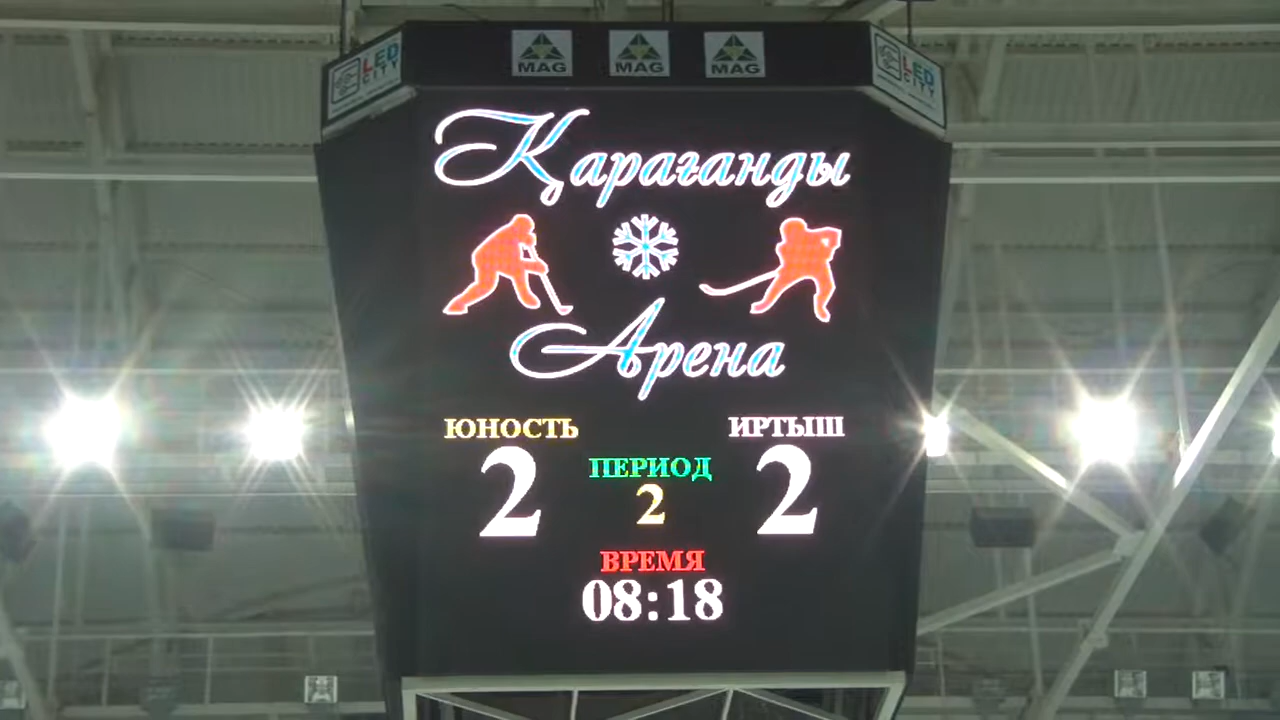 LED CITY
MAG MAG MAG
LED CITY
Қарағанды
Арена
ЮНОСТЬ ИРТЫШ
2 ПЕРИОД 2
2
ВРЕМЯ
08:18